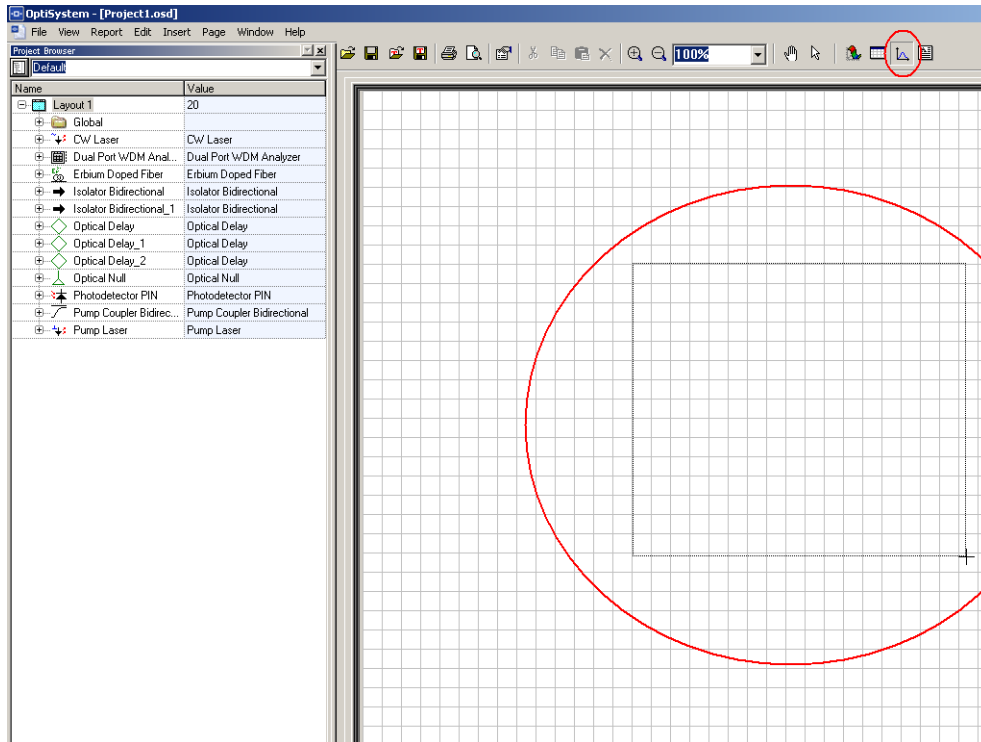 OptiSystem - [Project1.osd]
File View Report Edit Insert Page Window Help
Project Browser
Default
100%
Name Value
Layout 1 20
Global
CW Laser CW Laser
Dual Port WDM Anal... Dual Port WDM Analyzer
Erbium Doped Fiber Erbium Doped Fiber
Isolator Bidirectional Isolator Bidirectional
Isolator Bidirectional_1 Isolator Bidirectional
Optical Delay Optical Delay
Optical Delay_1 Optical Delay
Optical Delay_2 Optical Delay
Optical Null Optical Null
Photodetector PIN Photodetector PIN
Pump Coupler Bidirec... Pump Coupler Bidirectional
Pump Laser Pump Laser